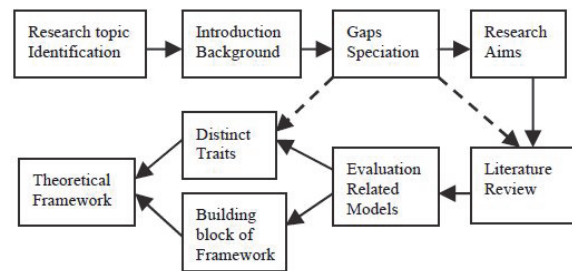 Research topic
Identification
Introduction
Background
Gaps
Speciation
Research
Aims
Distinct
Traits
Theoretical
Framework
Evaluation
Related
Models
Literature
Review
Building
block of
Framework